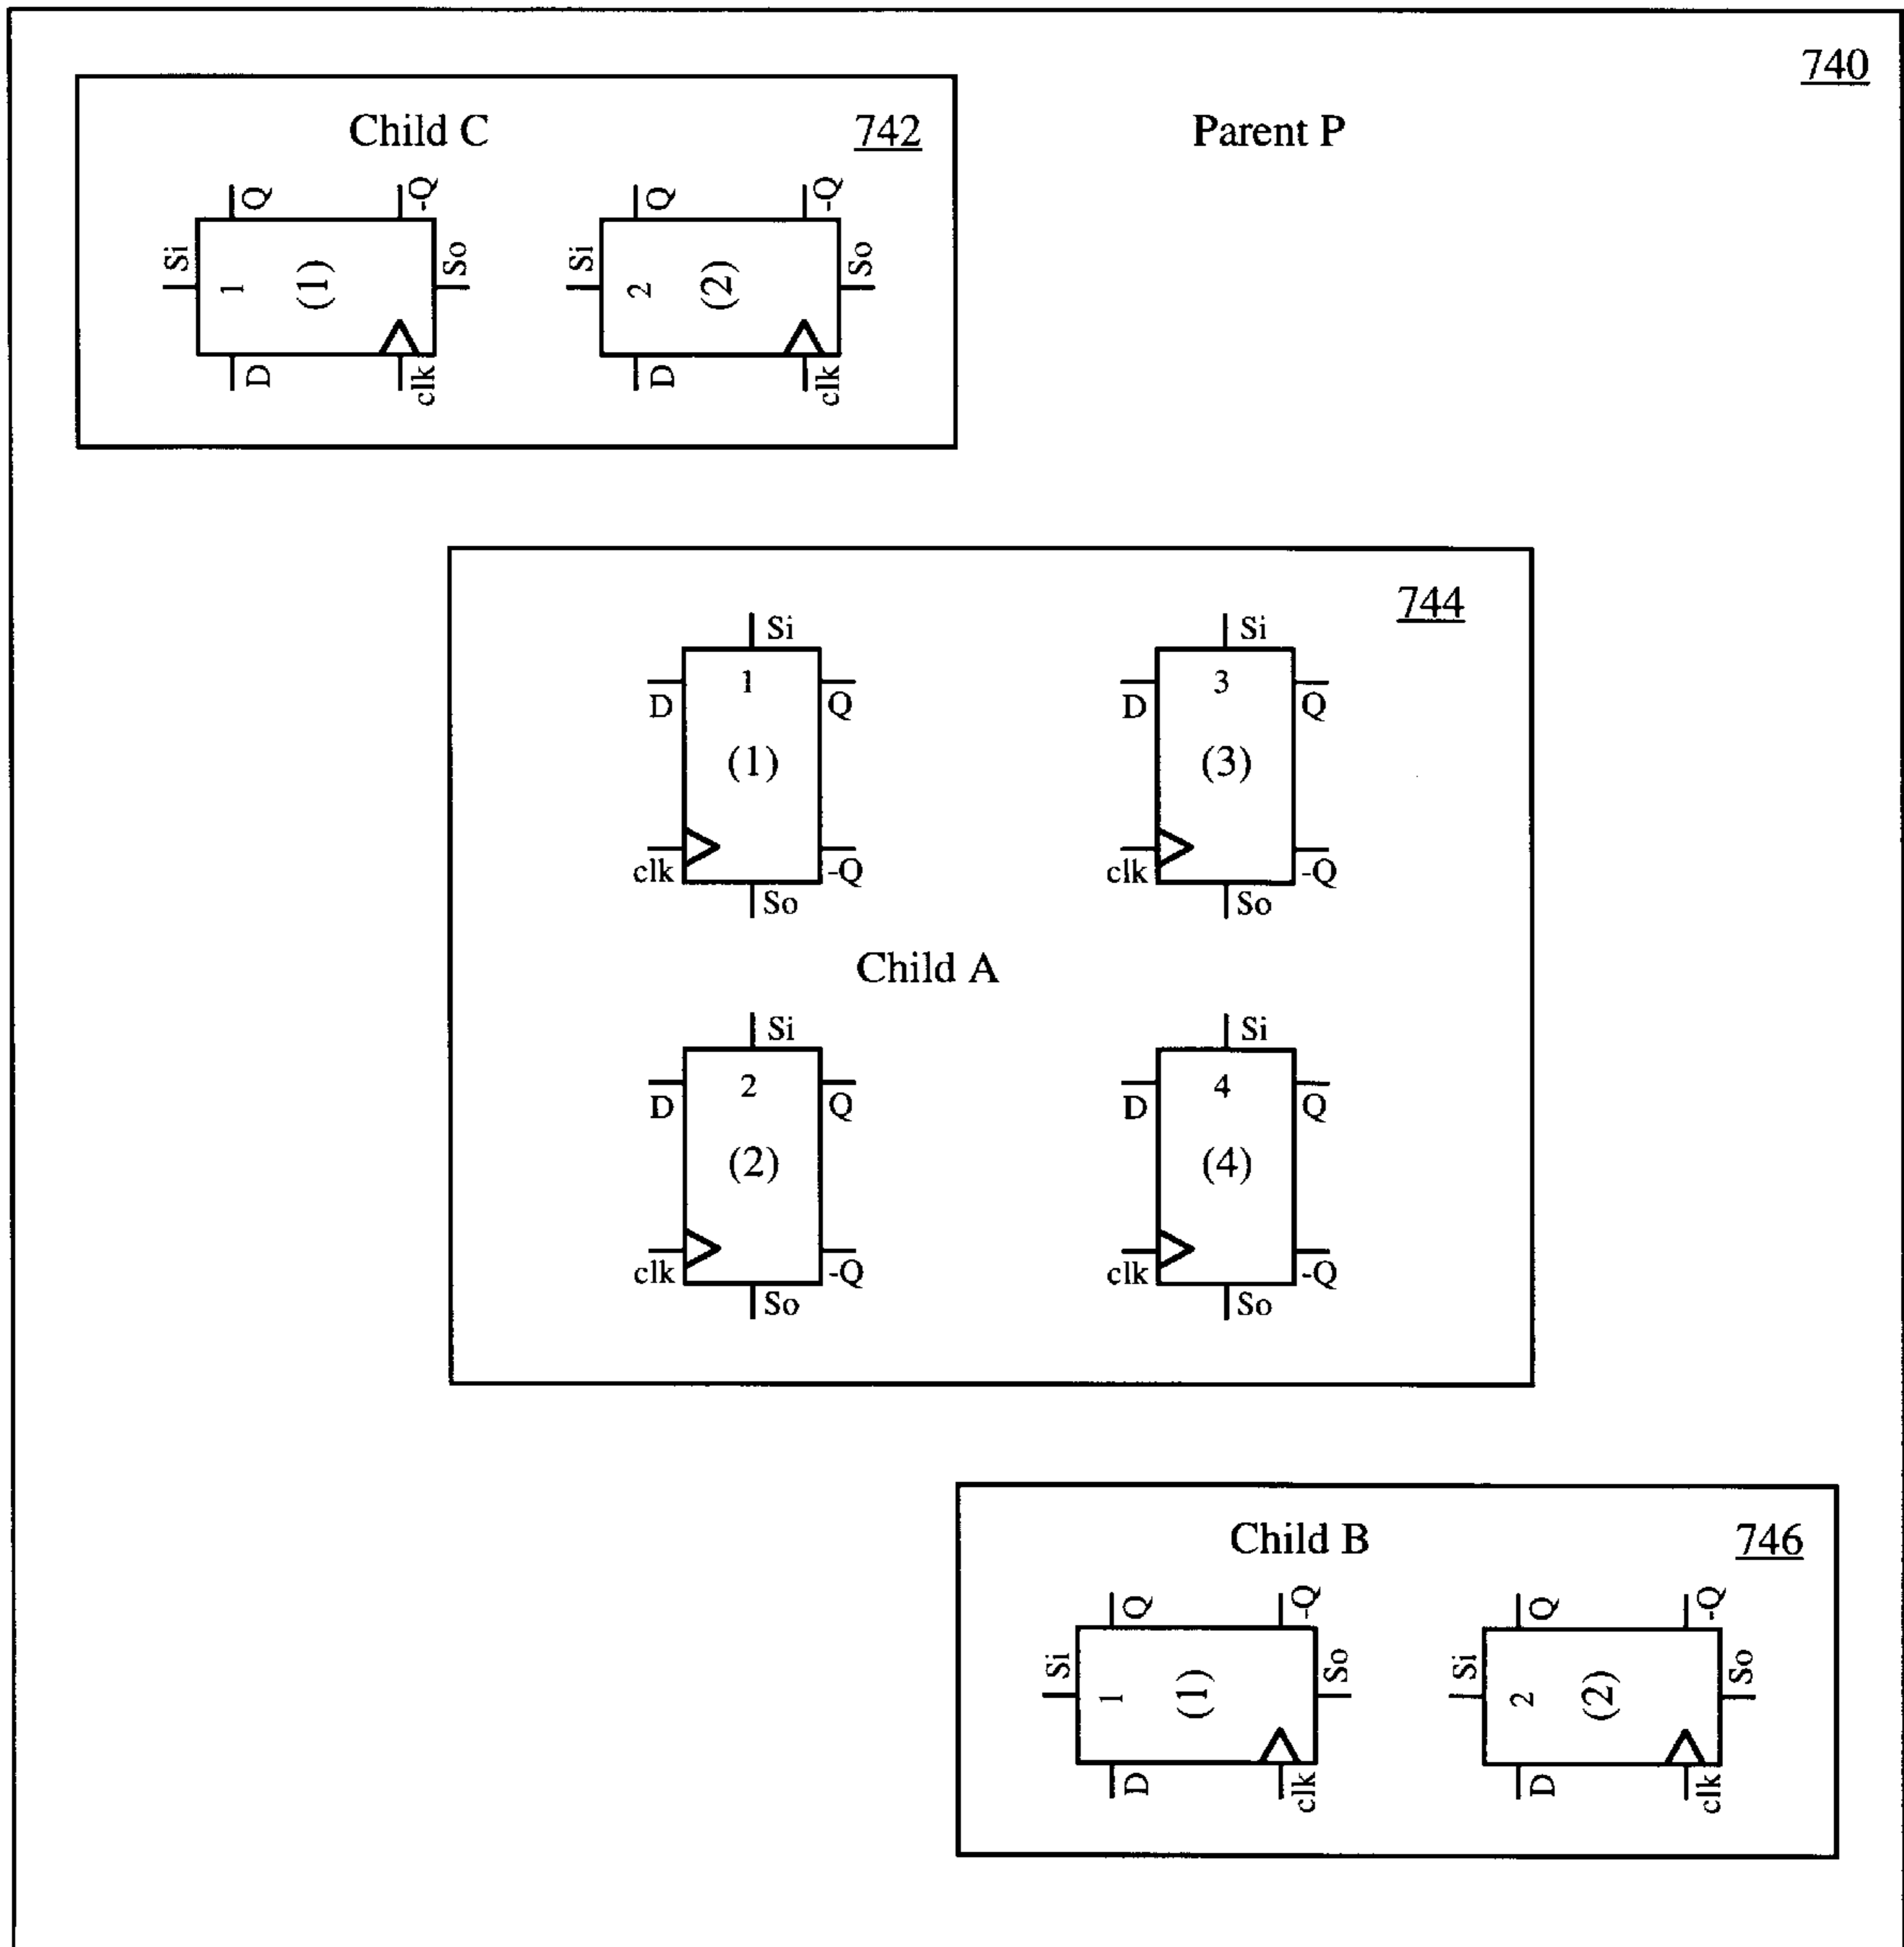 740
Child C 742 Parent P
Q -Q Q -Q
Si 1 (1) So Si 2 (2) So
D clk D clk
744
Si Si
D 1 Q D 3 Q
(1) (3)
clk -Q clk -Q
So So
Child A
Si Si
D 2 Q D 4 Q
(2) (4)
clk -Q clk -Q
So So
Child B 746
Q -Q Q -Q
Si 1 (1) So Si 2 (2) So
D clk D clk